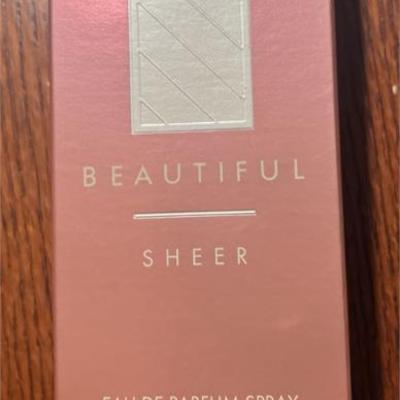 BEAUTIFUL
SHEER
EAU DE PARFUM SPRAY